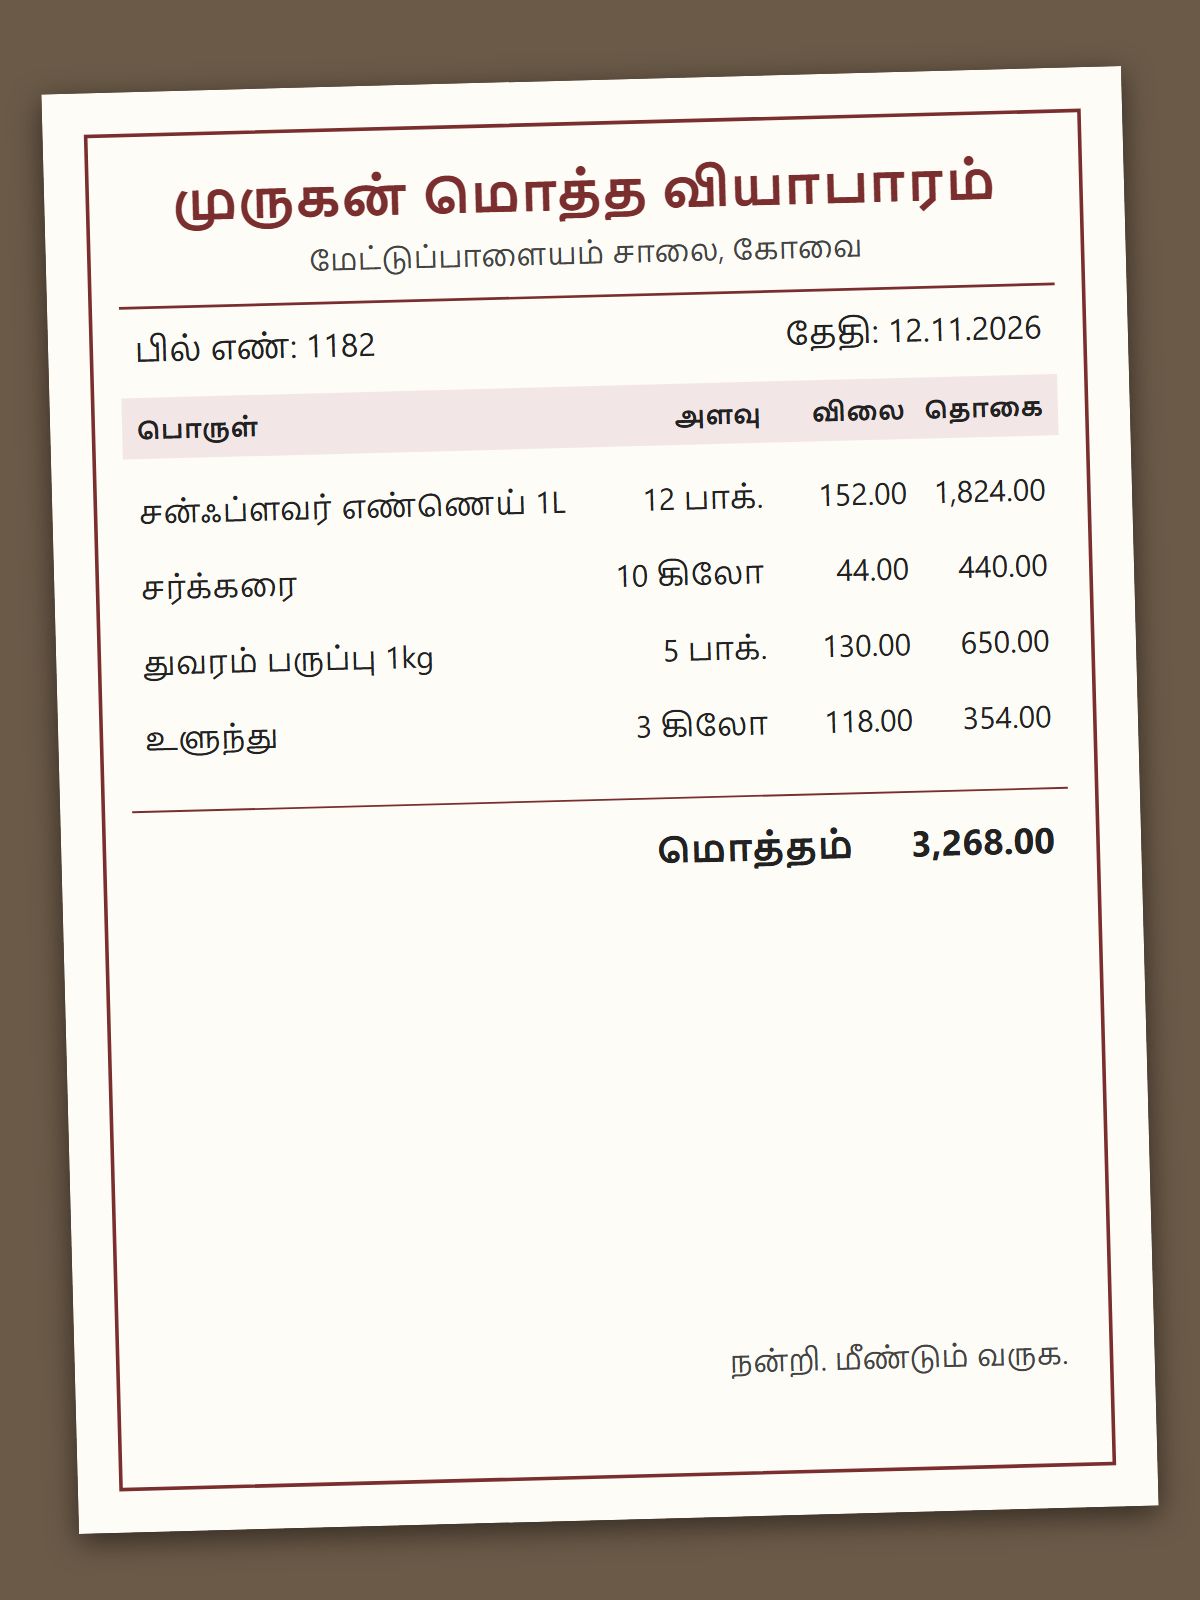 முருகன் மொத்த வியாபாரம்
மேட்டுப்பாளையம் சாலை, கோவை
பில் எண்: 1182 தேதி: 12.11.2026
பொருள் அளவு விலை தொகை
சன்ஃப்ளவர் எண்ணெய் 1L 12 பாக். 152.00 1,824.00
சர்க்கரை 10 கிலோ 44.00 440.00
துவரம் பருப்பு 1kg 5 பாக். 130.00 650.00
உளுந்து 3 கிலோ 118.00 354.00
மொத்தம் 3,268.00
நன்றி. மீண்டும் வருக.